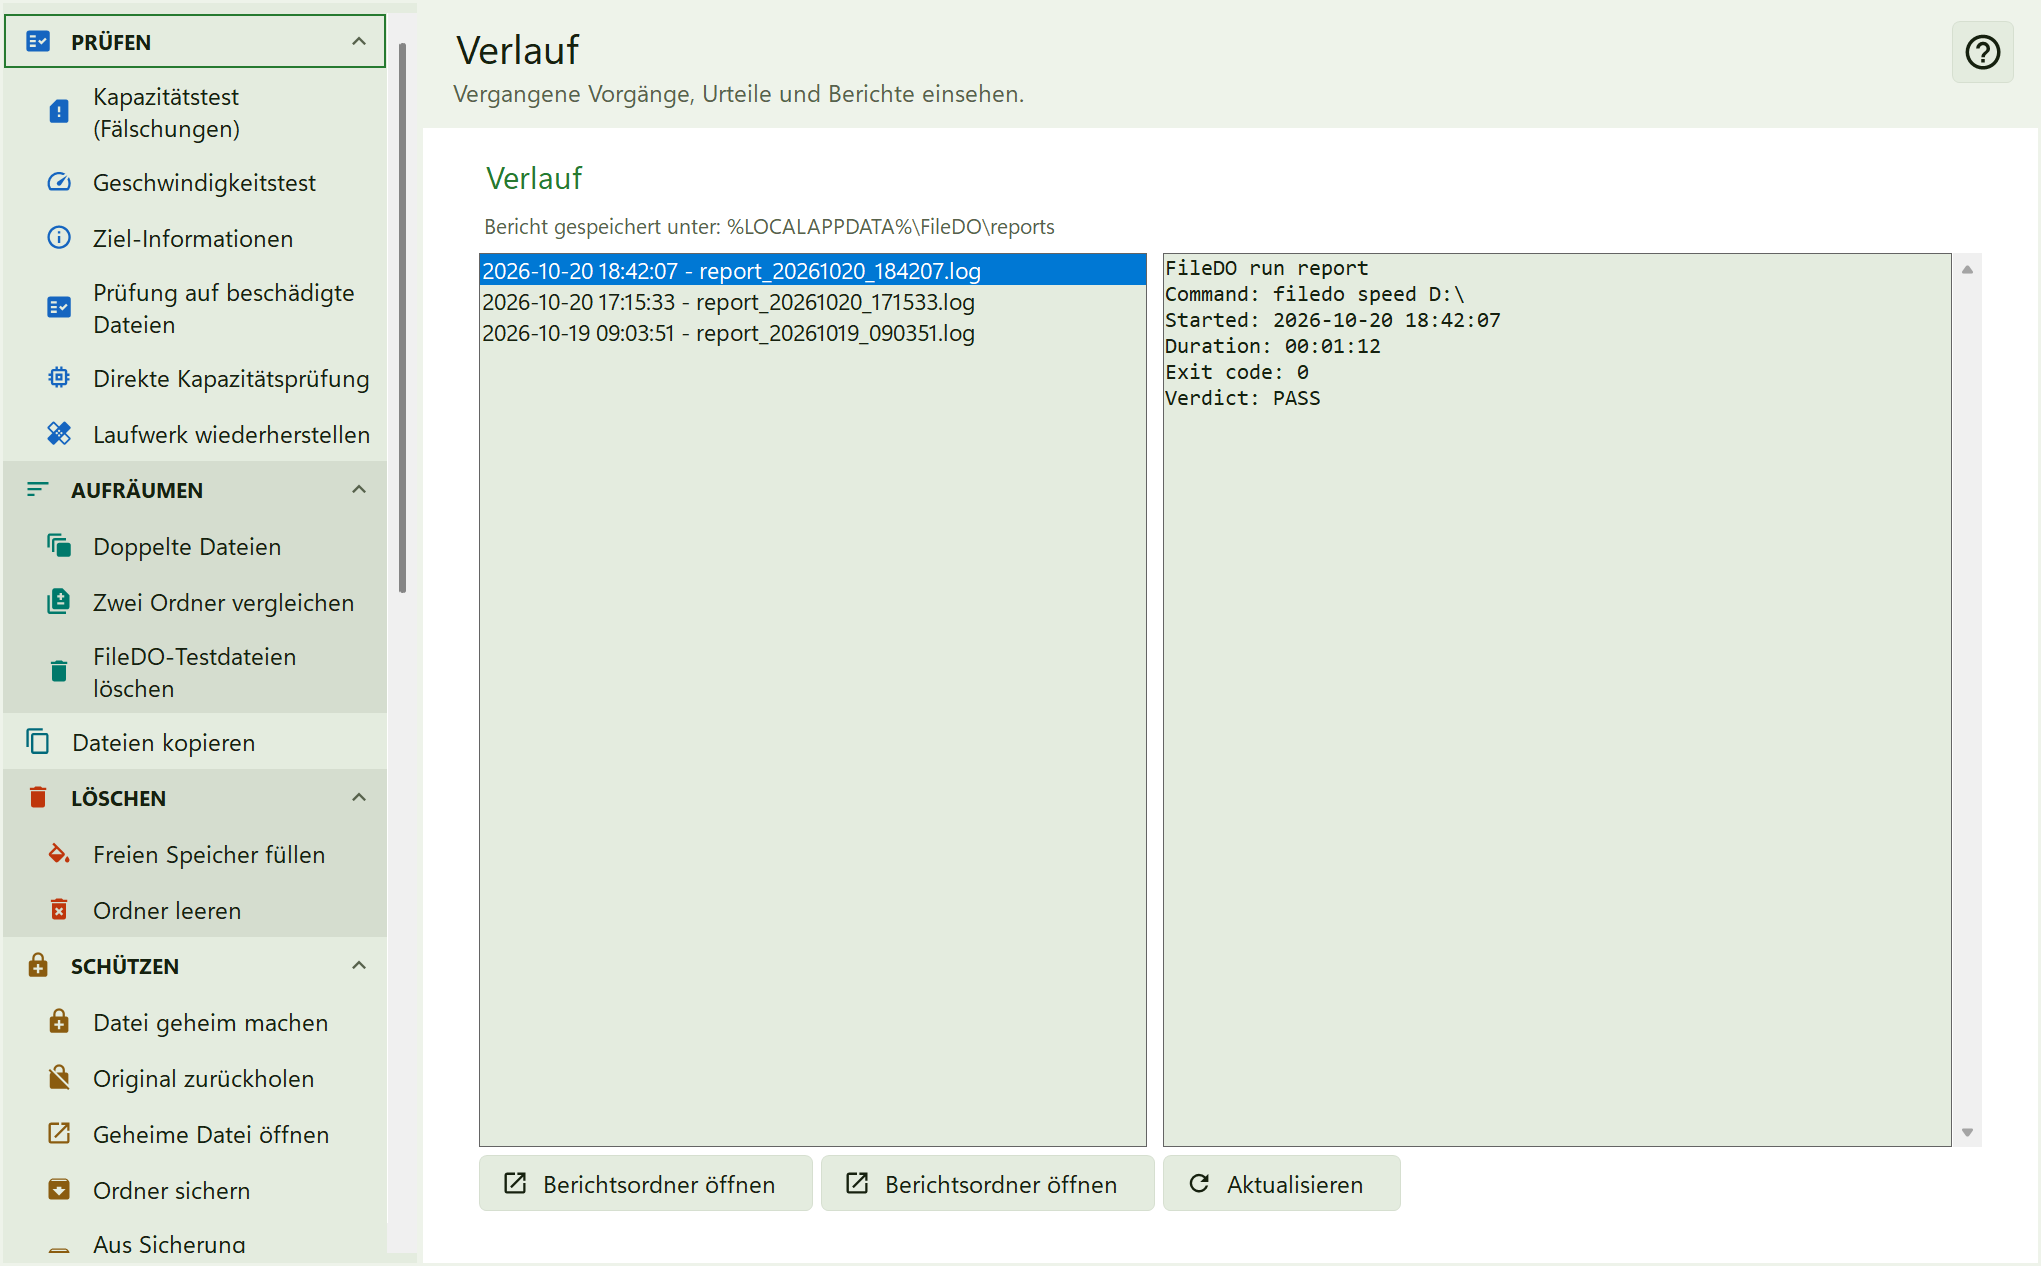 PRÜFEN
Kapazitätstest
(Fälschungen)
Geschwindigkeitstest
Ziel-Informationen
Prüfung auf beschädigte
Dateien
Direkte Kapazitätsprüfung
Laufwerk wiederherstellen
AUFRÄUMEN
Doppelte Dateien
Zwei Ordner vergleichen
FileDO-Testdateien
löschen
Dateien kopieren
LÖSCHEN
Freien Speicher füllen
Ordner leeren
SCHÜTZEN
Datei geheim machen
Original zurückholen
Geheime Datei öffnen
Ordner sichern
Aus Sicherung
Verlauf
Vergangene Vorgänge, Urteile und Berichte einsehen.
Verlauf
Bericht gespeichert unter: %LOCALAPPDATA%\FileDO\reports
2026-10-20 18:42:07 - report_20261020_184207.log
2026-10-20 17:15:33 - report_20261020_171533.log
2026-10-19 09:03:51 - report_20261019_090351.log
FileDO run report
Command: filedo speed D:\
Started: 2026-10-20 18:42:07
Duration: 00:01:12
Exit code: 0
Verdict: PASS
Berichtsordner öffnen
Berichtsordner öffnen
Aktualisieren